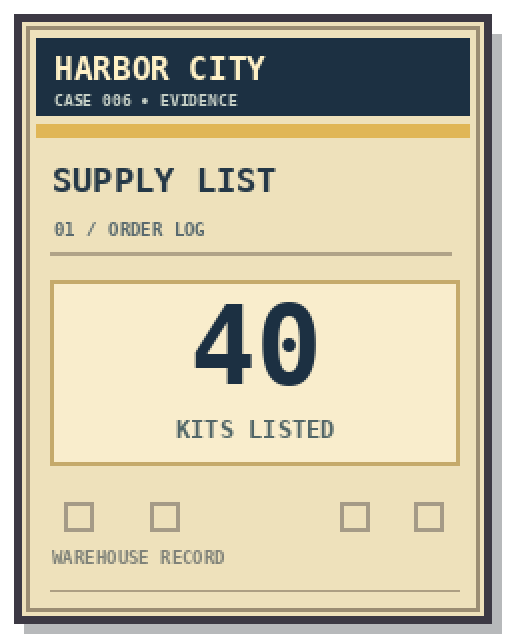 HARBOR CITY
CASE 006 • EVIDENCE
SUPPLY LIST
01 / ORDER LOG
40
KITS LISTED
WAREHOUSE RECORD